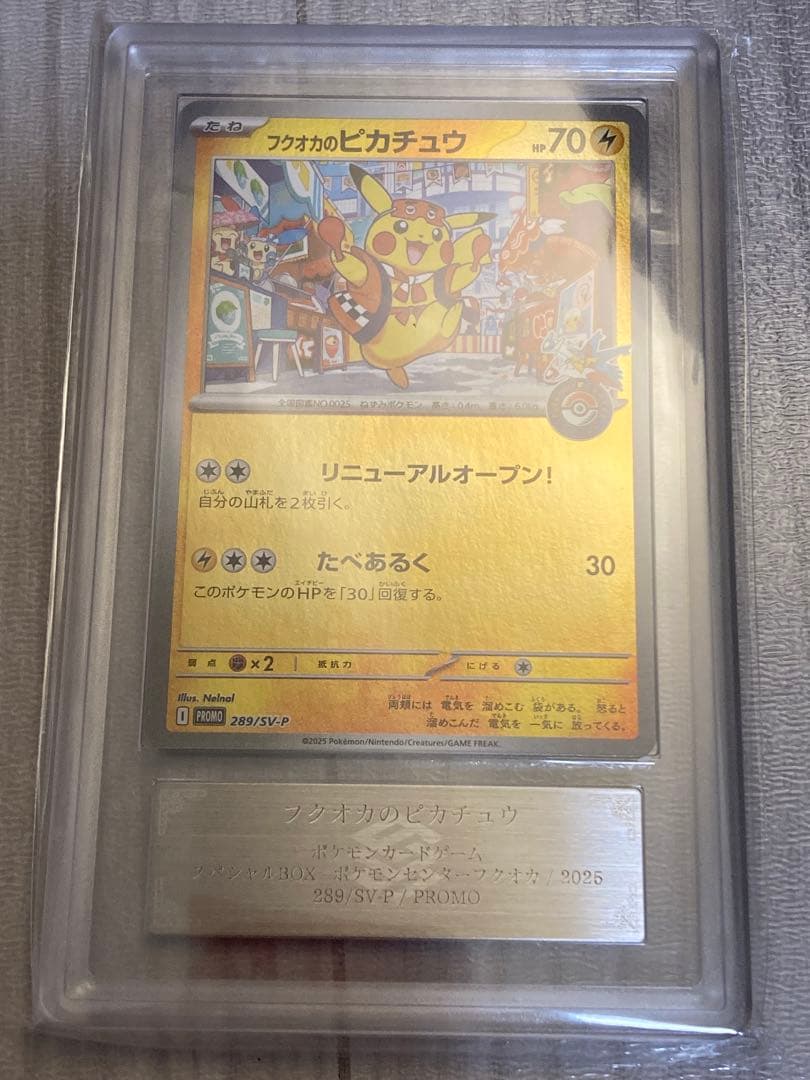 たね
フクオカのピカチュウ HP 70
全国図鑑NO.0025 ねずみポケモン 高さ:0.4m 重さ:6.0kg
リニューアルオープン!
自分の山札を2枚引く。
たべあるく 30
このポケモンのHPを「30」回復する。
弱点 ×2 抵抗力 にげる
Illus. Nelnal
両頬には 電気を 溜めこむ 袋がある。 怒ると
溜めこんだ 電気を 一気に 放ってくる。
I PROMO 289/SV-P
©2025 Pokémon/Nintendo/Creatures/GAME FREAK.
フクオカのピカチュウ
ポケモンカードゲーム
スペシャルBOX ポケモンセンターフクオカ / 2025
289/SV-P / PROMO